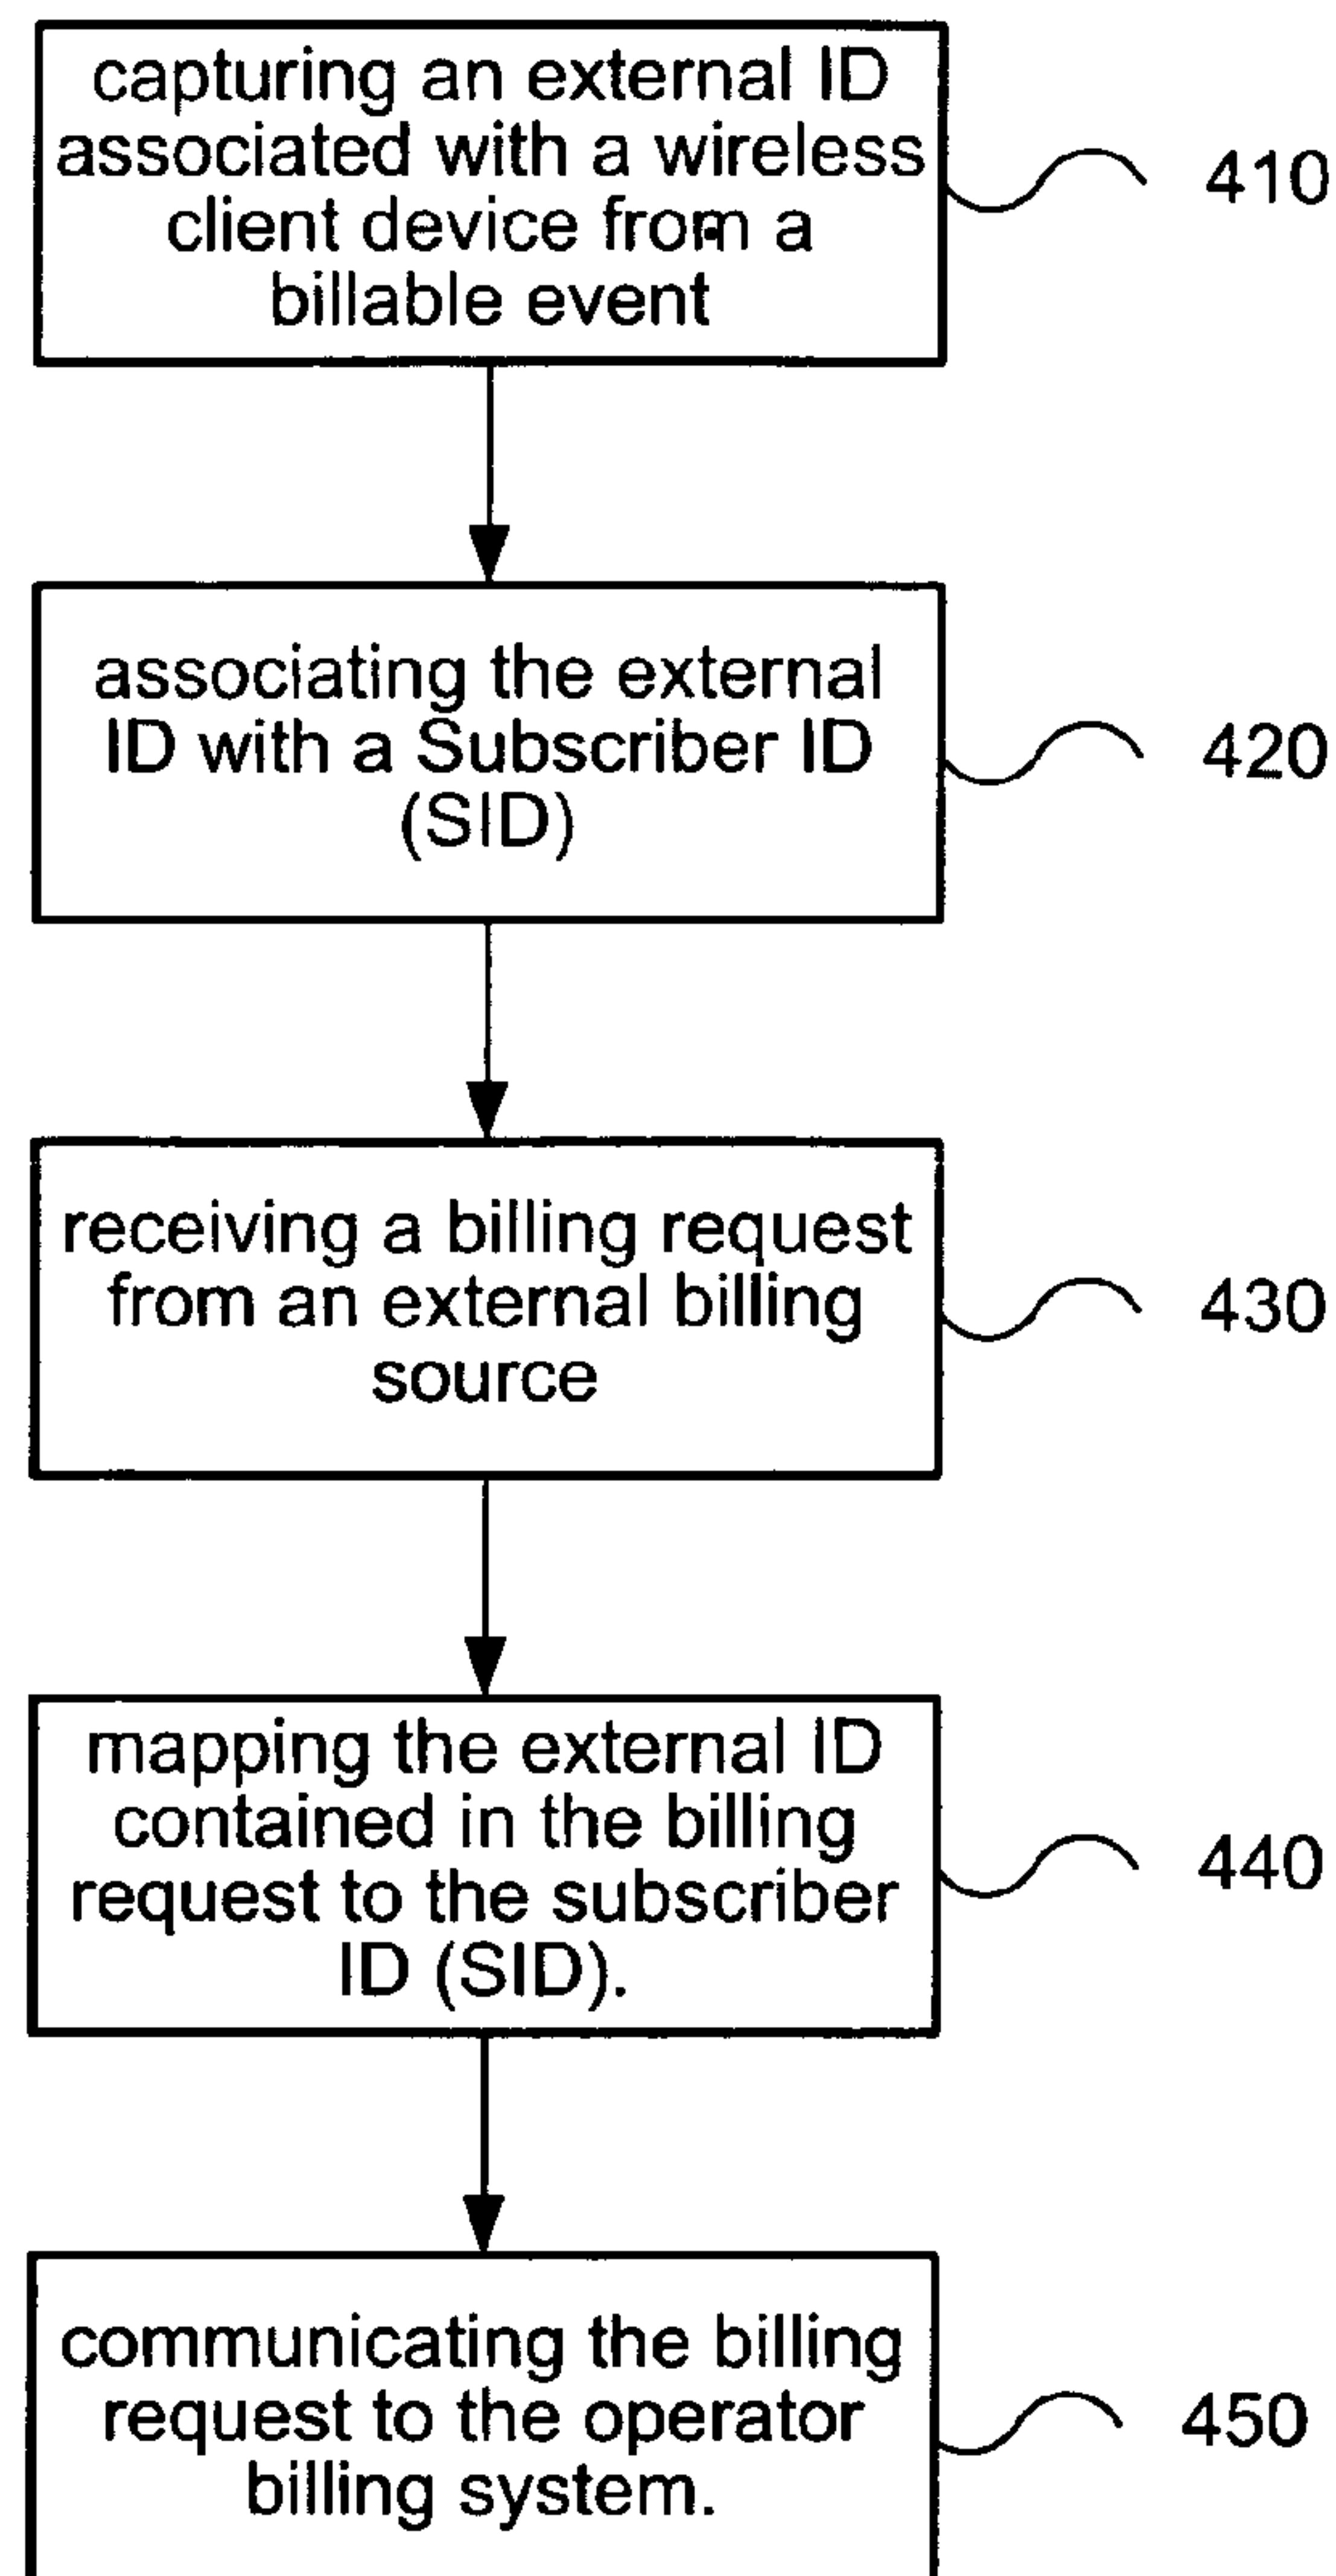 capturing an external ID
associated with a wireless
client device from a
billable event
410
associating the external
ID with a Subscriber ID
(SID)
420
receiving a billing request
from an external billing
source
430
mapping the external ID
contained in the billing
request to the subscriber
ID (SID).
440
communicating the billing
request to the operator
billing system.
450